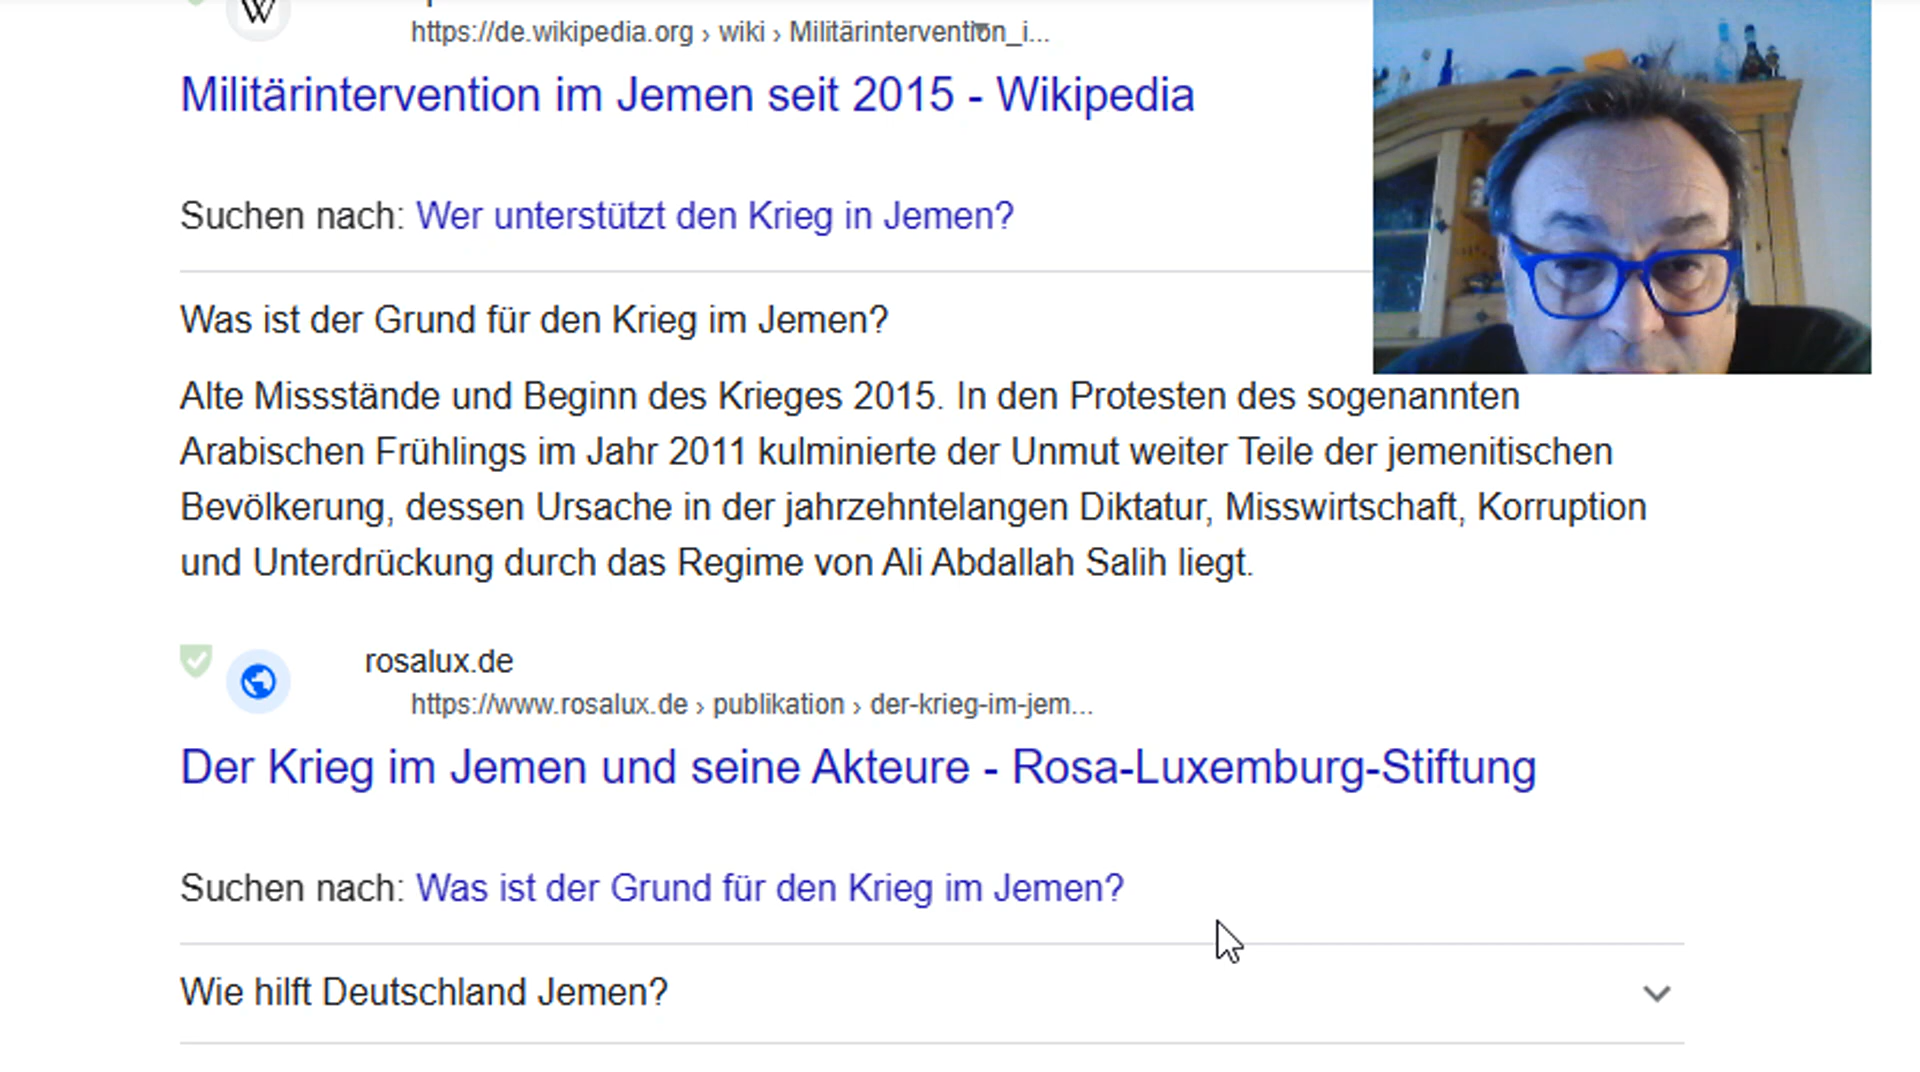 W
https://de.wikipedia.org › wiki › Militärintervention_i...
Militärintervention im Jemen seit 2015 - Wikipedia
Suchen nach: Wer unterstützt den Krieg in Jemen?
Was ist der Grund für den Krieg im Jemen?
Alte Missstände und Beginn des Krieges 2015. In den Protesten des sogenannten
Arabischen Frühlings im Jahr 2011 kulminierte der Unmut weiter Teile der jemenitischen
Bevölkerung, dessen Ursache in der jahrzehntelangen Diktatur, Misswirtschaft, Korruption
und Unterdrückung durch das Regime von Ali Abdallah Salih liegt.
rosalux.de
https://www.rosalux.de › publikation › der-krieg-im-jem...
Der Krieg im Jemen und seine Akteure - Rosa-Luxemburg-Stiftung
Suchen nach: Was ist der Grund für den Krieg im Jemen?
Wie hilft Deutschland Jemen?